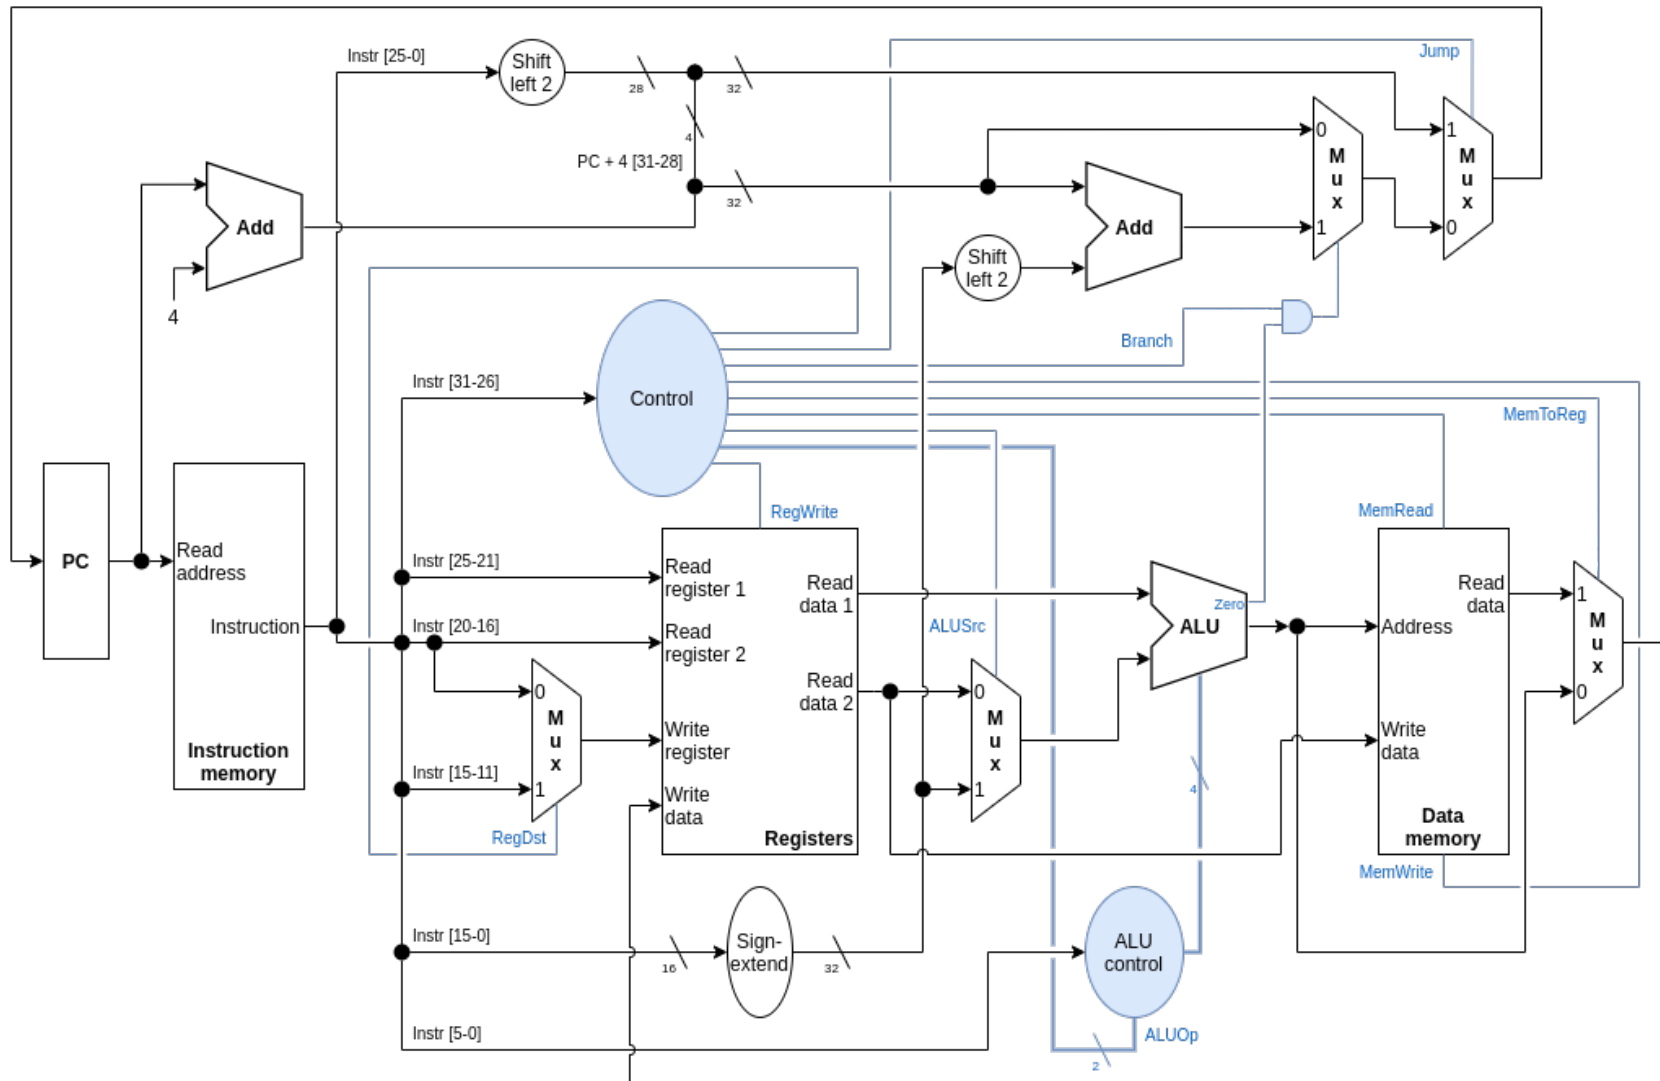 Instr [25-0]
Shift
left 2
28
32
Jump
4
PC + 4 [31-28]
32
0
M
u
x
1
1
M
u
x
0
Add
4
Add
Shift
left 2
Branch
Instr [31-26]
Control
MemToReg
RegWrite
MemRead
PC
Read
address
Instruction
Instruction
memory
Instr [25-21]
Read
register 1
Instr [20-16]
Read
register 2
0
M
u
x
1
Write
register
Instr [15-11]
Write
data
RegDst
Registers
Read
data 1
Read
data 2
ALUSrc
0
M
u
x
1
Zero
ALU
4
Read
data
Address
Write
data
Data
memory
MemWrite
1
M
u
x
0
Instr [15-0]
16
Sign-
extend
32
ALU
control
Instr [5-0]
ALUOp
2